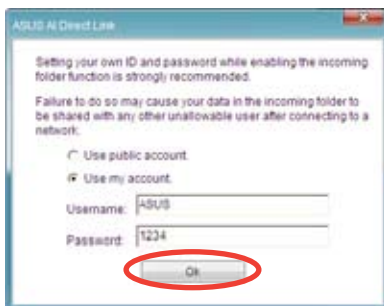 ASUS AI Direct Link
Setting your own ID and password while enabling the incoming
folder function is strongly recommended.
Failure to do so may cause your data in the incoming folder to
be shared with any other unallowable user after connecting to a
network.
Use public account.
Use my account.
Username: ASUS
Password: 1234
Ok